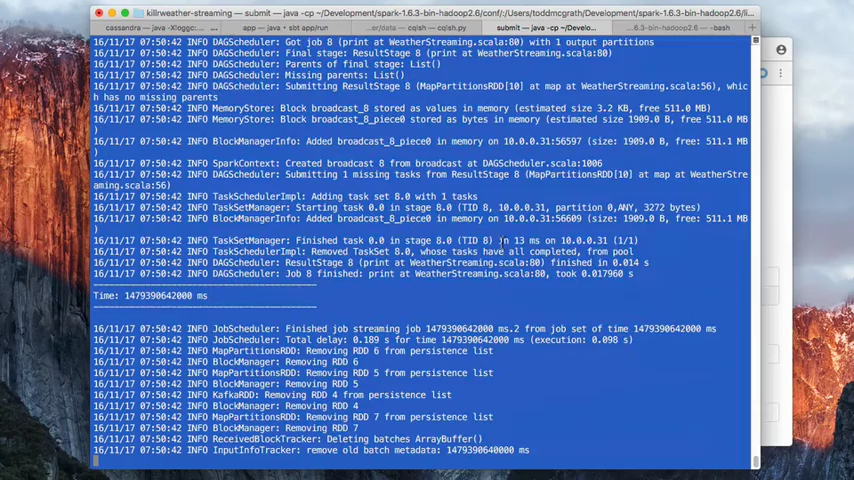 killrweather-streaming — submit — java -cp ~/Development/spark-1.6.3-bin-hadoop2.6/conf/:/Users/toddmcgrath/Development/spark-1.6.3-bin-hadoop2.6/li...
cassandra — java -Xloggc:... ... app — java ‹ sbt app/run ...er/data — cqlsh — cqlsh.py submit — java -cp ~/Develo... ...6.3-bin-hadoop2.6 — -bash
16/11/17 07:50:42 INFO DAGScheduler: Got job 8 (print at WeatherStreaming.scala:80) with 1 output partitions
16/11/17 07:50:42 INFO DAGScheduler: Final stage: ResultStage 8 (print at WeatherStreaming.scala:80)
16/11/17 07:50:42 INFO DAGScheduler: Parents of final stage: List()
16/11/17 07:50:42 INFO DAGScheduler: Missing parents: List()
16/11/17 07:50:42 INFO DAGScheduler: Submitting ResultStage 8 (MapPartitionsRDD[10] at map at WeatherStreaming.scala:56), whic
h has no missing parents
16/11/17 07:50:42 INFO MemoryStore: Block broadcast_8 stored as values in memory (estimated size 3.2 KB, free 511.0 MB)
16/11/17 07:50:42 INFO MemoryStore: Block broadcast_8_piece0 stored as bytes in memory (estimated size 1909.0 B, free 511.0 MB
)
16/11/17 07:50:42 INFO BlockManagerInfo: Added broadcast_8_piece0 in memory on 10.0.0.31:56597 (size: 1909.0 B, free: 511.1 MB
)
16/11/17 07:50:42 INFO SparkContext: Created broadcast 8 from broadcast at DAGScheduler.scala:1006
16/11/17 07:50:42 INFO DAGScheduler: Submitting 1 missing tasks from ResultStage 8 (MapPartitionsRDD[10] at map at WeatherStre
aming.scala:56)
16/11/17 07:50:42 INFO TaskSchedulerImpl: Adding task set 8.0 with 1 tasks
16/11/17 07:50:42 INFO TaskSetManager: Starting task 0.0 in stage 8.0 (TID 8, 10.0.0.31, partition 0,ANY, 3272 bytes)
16/11/17 07:50:42 INFO BlockManagerInfo: Added broadcast_8_piece0 in memory on 10.0.0.31:56609 (size: 1909.0 B, free: 511.1 MB
)
16/11/17 07:50:42 INFO TaskSetManager: Finished task 0.0 in stage 8.0 (TID 8) in 13 ms on 10.0.0.31 (1/1)
16/11/17 07:50:42 INFO TaskSchedulerImpl: Removed TaskSet 8.0, whose tasks have all completed, from pool
16/11/17 07:50:42 INFO DAGScheduler: ResultStage 8 (print at WeatherStreaming.scala:80) finished in 0.014 s
16/11/17 07:50:42 INFO DAGScheduler: Job 8 finished: print at WeatherStreaming.scala:80, took 0.017960 s
-------------------------------------------
Time: 1479390642000 ms
-------------------------------------------
16/11/17 07:50:42 INFO JobScheduler: Finished job streaming job 1479390642000 ms.2 from job set of time 1479390642000 ms
16/11/17 07:50:42 INFO JobScheduler: Total delay: 0.189 s for time 1479390642000 ms (execution: 0.098 s)
16/11/17 07:50:42 INFO MapPartitionsRDD: Removing RDD 6 from persistence list
16/11/17 07:50:42 INFO BlockManager: Removing RDD 6
16/11/17 07:50:42 INFO MapPartitionsRDD: Removing RDD 5 from persistence list
16/11/17 07:50:42 INFO BlockManager: Removing RDD 5
16/11/17 07:50:42 INFO KafkaRDD: Removing RDD 4 from persistence list
16/11/17 07:50:42 INFO BlockManager: Removing RDD 4
16/11/17 07:50:42 INFO MapPartitionsRDD: Removing RDD 7 from persistence list
16/11/17 07:50:42 INFO BlockManager: Removing RDD 7
16/11/17 07:50:42 INFO ReceivedBlockTracker: Deleting batches ArrayBuffer()
16/11/17 07:50:42 INFO InputInfoTracker: remove old batch metadata: 1479390640000 ms